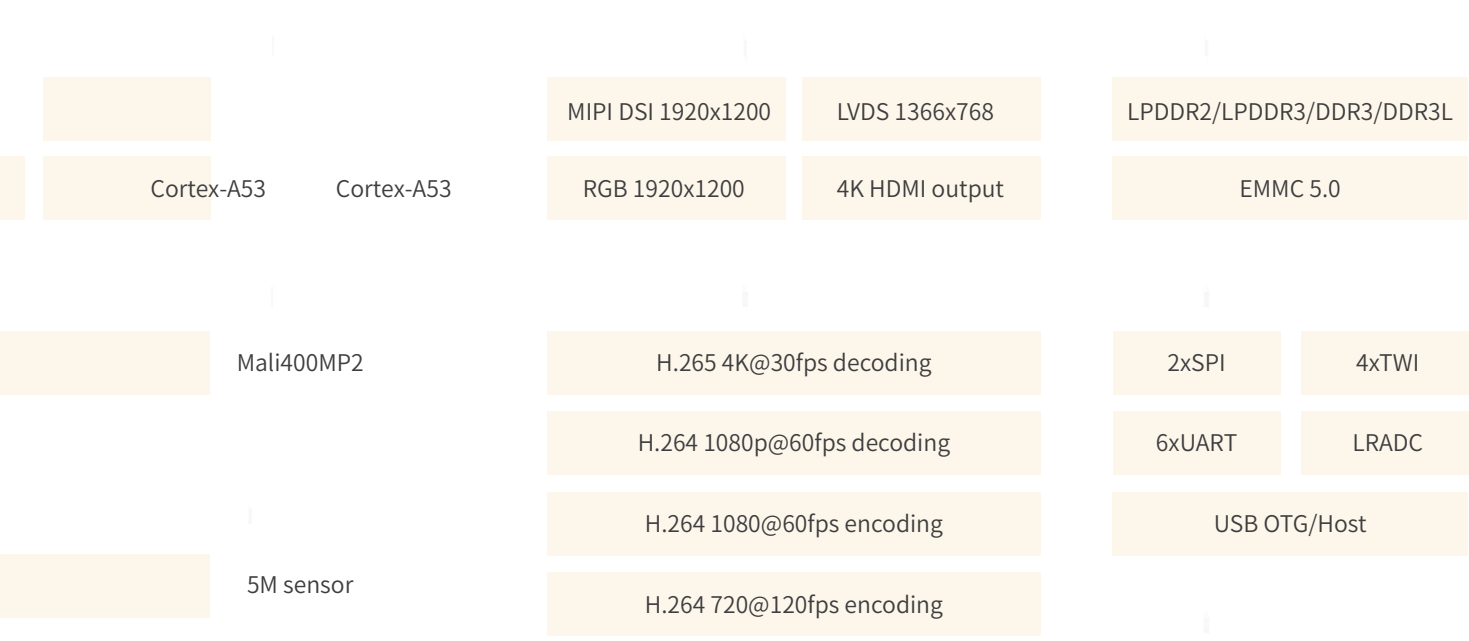 MIPI DSI 1920x1200
LVDS 1366x768
LPDDR2/LPDDR3/DDR3/DDR3L
Cortex-A53
Cortex-A53
RGB 1920x1200
4K HDMI output
EMMC 5.0
Mali400MP2
H.265 4K@30fps decoding
2xSPI
4xTWI
H.264 1080p@60fps decoding
6xUART
LRADC
H.264 1080@60fps encoding
USB OTG/Host
5M sensor
H.264 720@120fps encoding